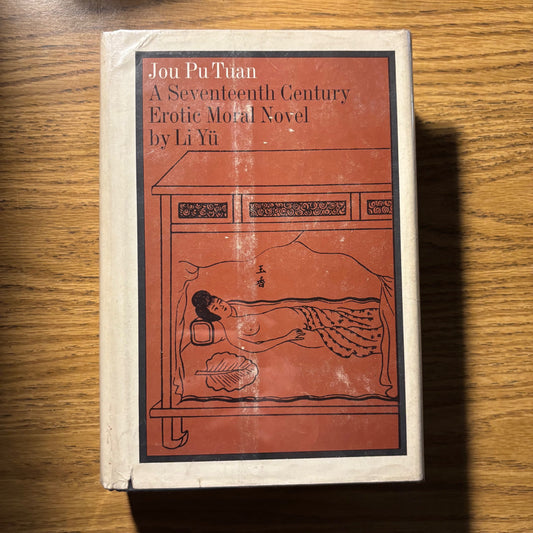 Jou Pu Tuan
A Seventeenth Century
Erotic Moral Novel
by Li Yü
玉
香